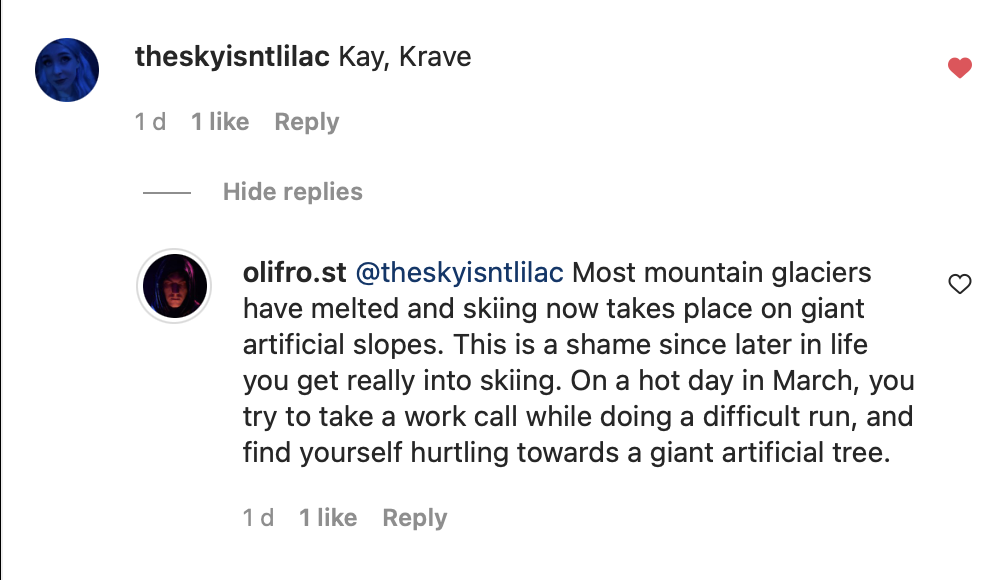 theskyisntlilac Kay, Krave
1 d 1 like Reply
Hide replies
olifro.st @theskyisntlilac Most mountain glaciers
have melted and skiing now takes place on giant
artificial slopes. This is a shame since later in life
you get really into skiing. On a hot day in March, you
try to take a work call while doing a difficult run, and
find yourself hurtling towards a giant artificial tree.
1 d 1 like Reply